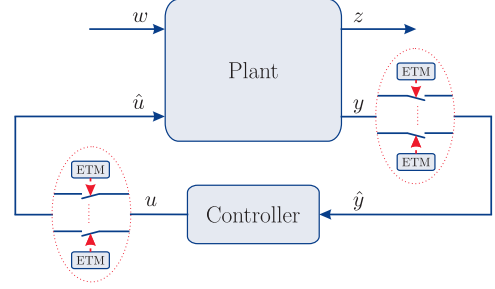 w
z
ETM
Plant
û
y
ETM
ETM
u
Controller
ŷ
ETM